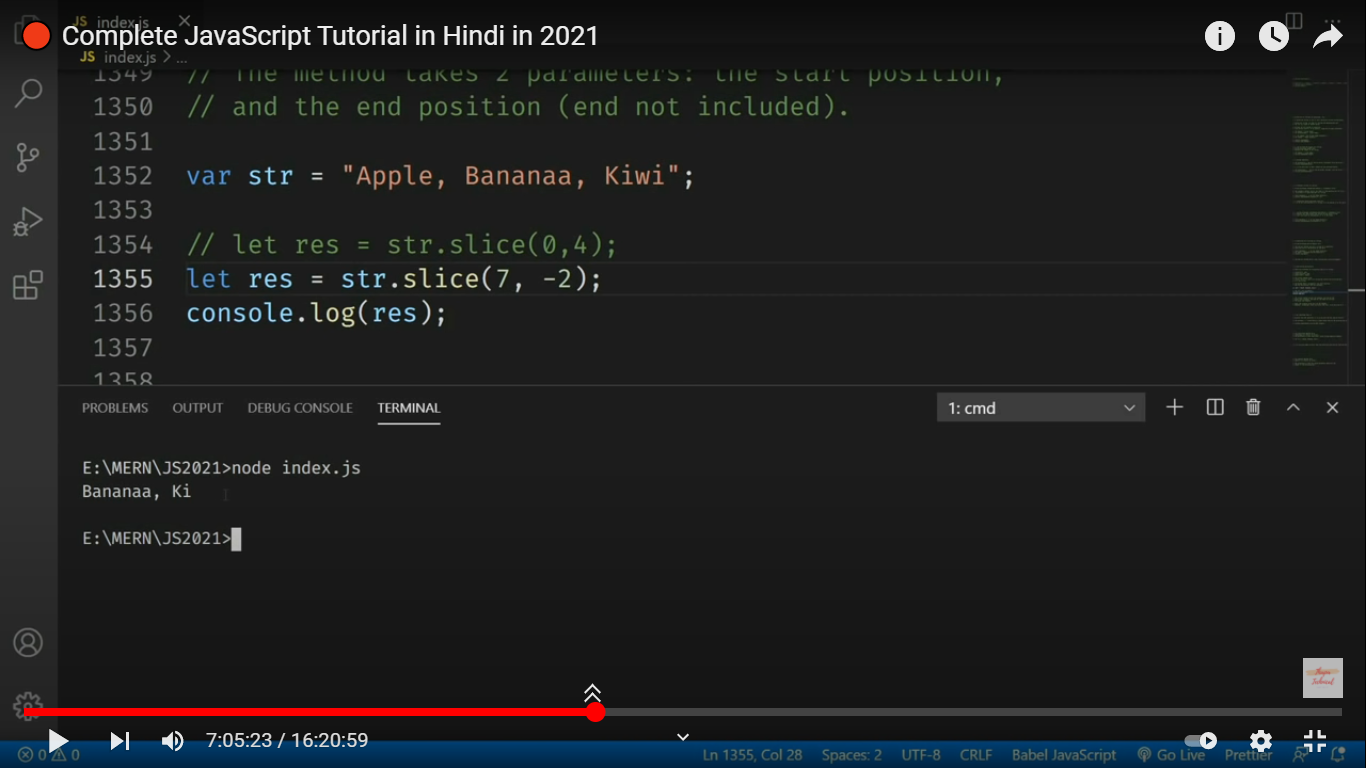 JS index.js
Complete JavaScript Tutorial in Hindi in 2021
JS index.js > ...
1349 // The method takes 2 parameters: the start position,
1350 // and the end position (end not included).
1351
1352 var str = "Apple, Bananaa, Kiwi";
1353
1354 // let res = str.slice(0,4);
1355 let res = str.slice(7, -2);
1356 console.log(res);
1357
1358
PROBLEMS OUTPUT DEBUG CONSOLE TERMINAL 1: cmd
E:\MERN\JS2021>node index.js
Bananaa, Ki
E:\MERN\JS2021>
7:05:23 / 16:20:59
0 0 Ln 1355, Col 28 Spaces: 2 UTF-8 CRLF Babel JavaScript Go Live Prettier